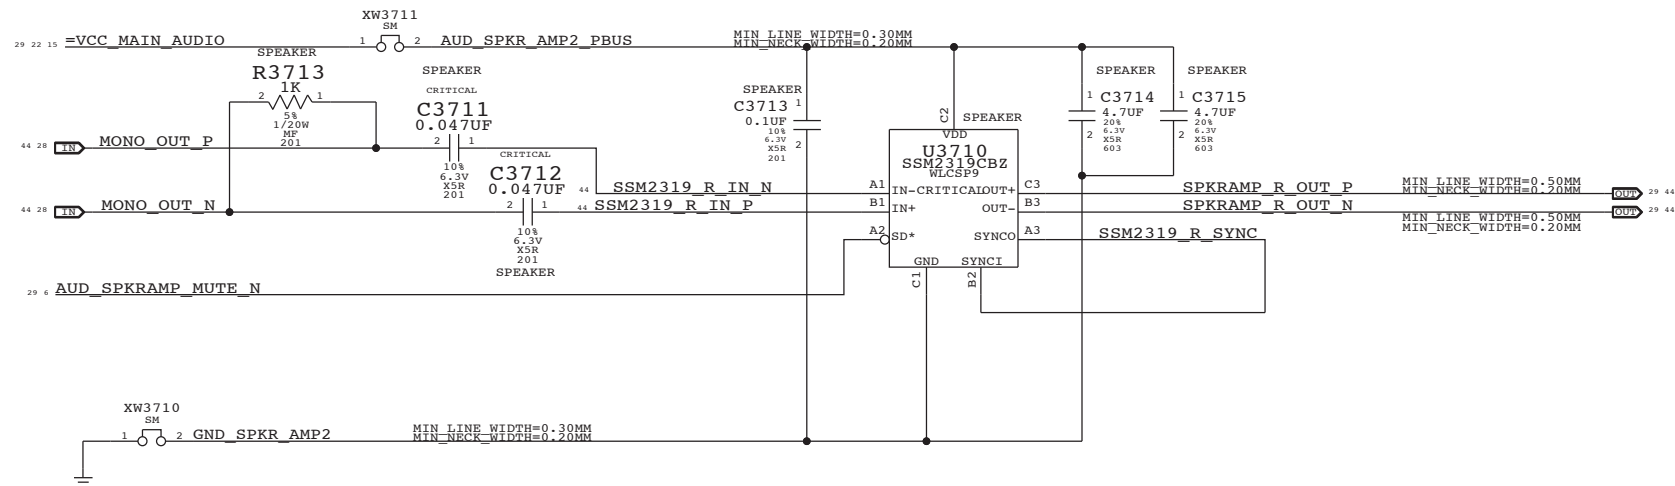 XW3711
SM
29 22 15 =VCC_MAIN_AUDIO
1 2
AUD_SPKR_AMP2_PBUS
MIN_LINE_WIDTH=0.30MM
MIN_NECK_WIDTH=0.20MM
SPEAKER
R3713
1K
2 1
5%
1/20W
MF
201
SPEAKER
CRITICAL
C3711
0.047UF
2 1
10%
6.3V
X5R
201
SPEAKER
C3713 1
0.1UF
10%
6.3V
X5R
201
2
SPEAKER
1 C3714
4.7UF
20%
6.3V
X5R
603
2
SPEAKER
1 C3715
4.7UF
20%
6.3V
X5R
603
2
44 28 IN MONO_OUT_P
CRITICAL
C3712
0.047UF
2 1
10%
6.3V
X5R
201
SPEAKER
44 28 IN MONO_OUT_N
44 SSM2319_R_IN_N
44 SSM2319_R_IN_P
C2
SPEAKER
VDD
U3710
SSM2319CBZ
WLCSP9
A1 IN- CRITICAL OUT+ C3
B1 IN+ OUT- B3
A2 SD* SYNCO A3
GND SYNCI
C1 B2
SPKRAMP_R_OUT_P
MIN_LINE_WIDTH=0.50MM
MIN_NECK_WIDTH=0.20MM
OUT 29 44
SPKRAMP_R_OUT_N
OUT 29 44
MIN_LINE_WIDTH=0.50MM
MIN_NECK_WIDTH=0.20MM
SSM2319_R_SYNC
29 6 AUD_SPKRAMP_MUTE_N
XW3710
SM
1 2 GND_SPKR_AMP2
MIN_LINE_WIDTH=0.30MM
MIN_NECK_WIDTH=0.20MM